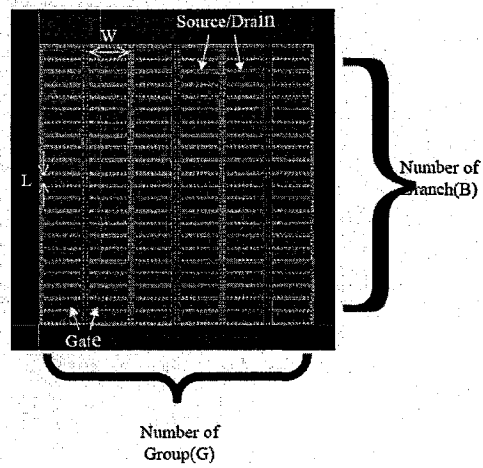 Source/Drain
W
L
Number of
Branch(B)
Gate
Number of
Group(G)